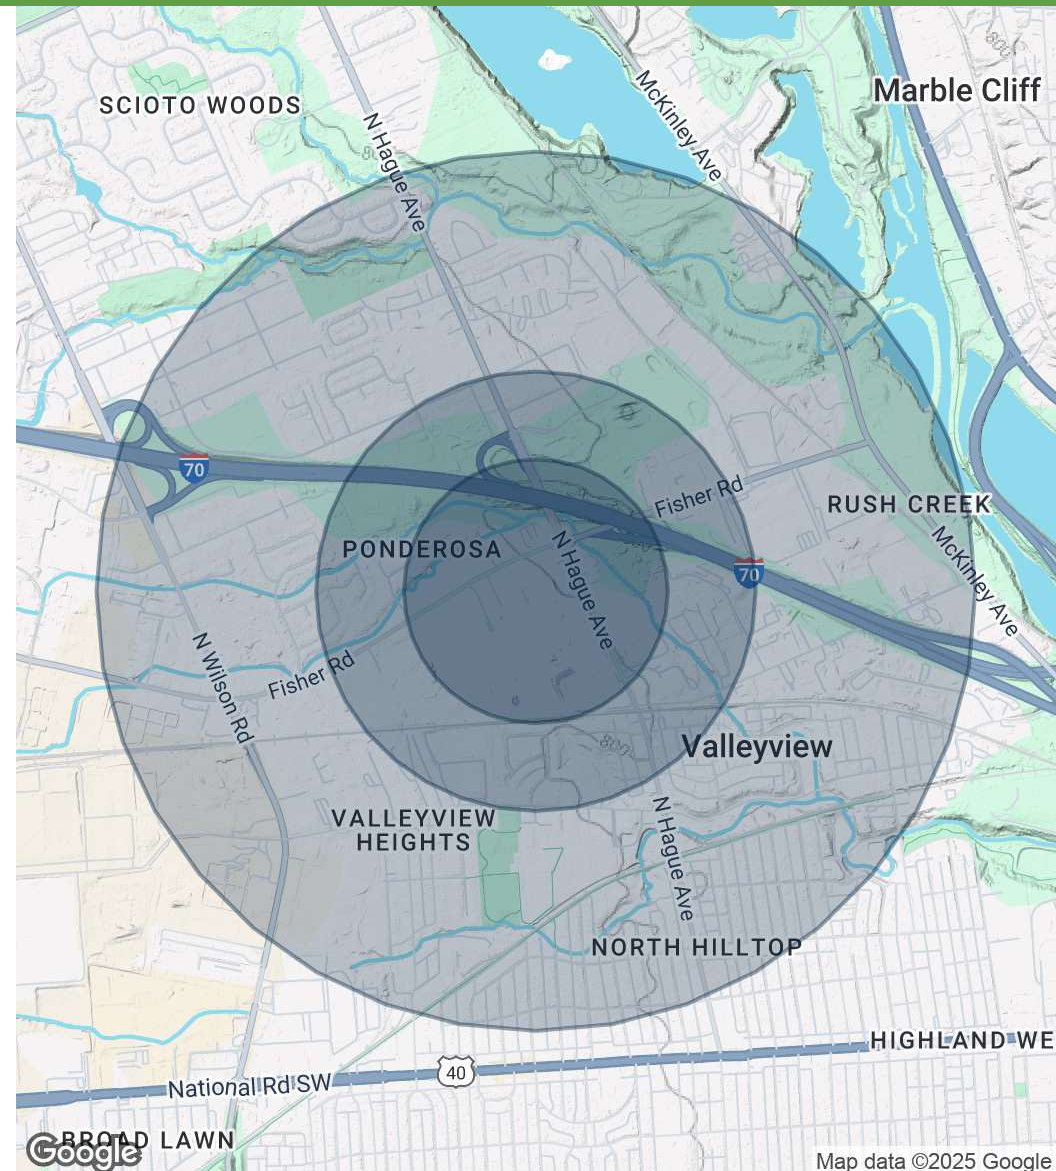 Marble Cliff
McKinley Ave
SCIOTO WOODS
N Hague Ave
800
70
Fisher Rd
RUSH CREEK
PONDEROSA
N Hague Ave
McKinley Ave
70
N Wilson Rd
Fisher Rd
800
Valleyview
VALLEYVIEW
HEIGHTS
N Hague Ave
NORTH HILLTOP
HIGHLAND WE
40
National Rd SW
BROAD LAWN
Google
Map data ©2025 Google